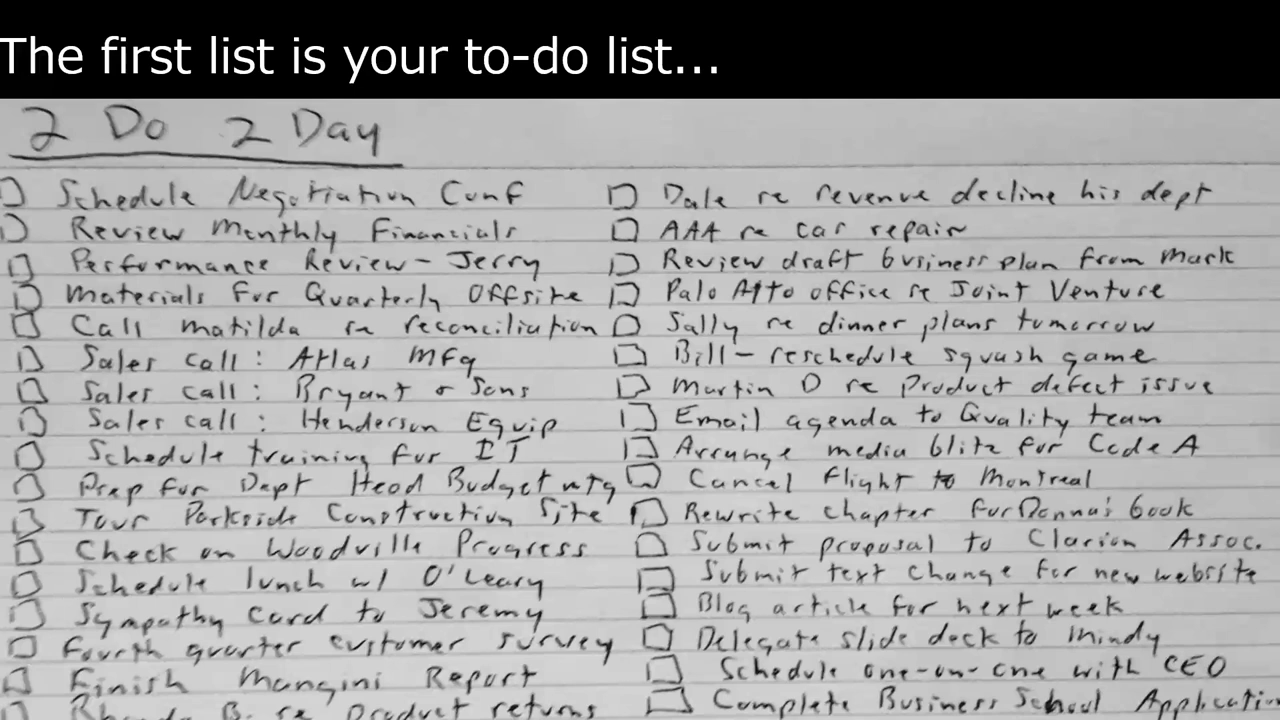 The first list is your to-do list...
2 Do 2 Day
Schedule Negotiation Conf
Review Monthly Financials
Performance Review - Jerry
Materials for Quarterly Offsite
Call Matilda re reconciliation
Sales call: Atlas Mfg
Sales call: Bryant & Sons
Sales call: Henderson Equip
Schedule training for IT
Prep for Dept Head Budget mtg
Tour Parkside Construction Site
Check on Woodville Progress
Schedule lunch w/ O'Leary
Sympathy Card to Jeremy
Fourth quarter customer survey
Finish Mangini Report
Rhonda B. re product returns
Dale re revenue decline his dept
AAA re car repair
Review draft business plan from Mark
Palo Alto office re Joint Venture
Sally re dinner plans tomorrow
Bill - reschedule squash game
Martin D re Product defect issue
Email agenda to Quality team
Arrange media blitz for Code A
Cancel flight to Montreal
Rewrite chapter for Donna's book
Submit proposal to Clarion Assoc.
Submit text change for new website
Blog article for next week
Delegate slide deck to Mindy
Schedule one-on-one with CEO
Complete Business School Applicatio